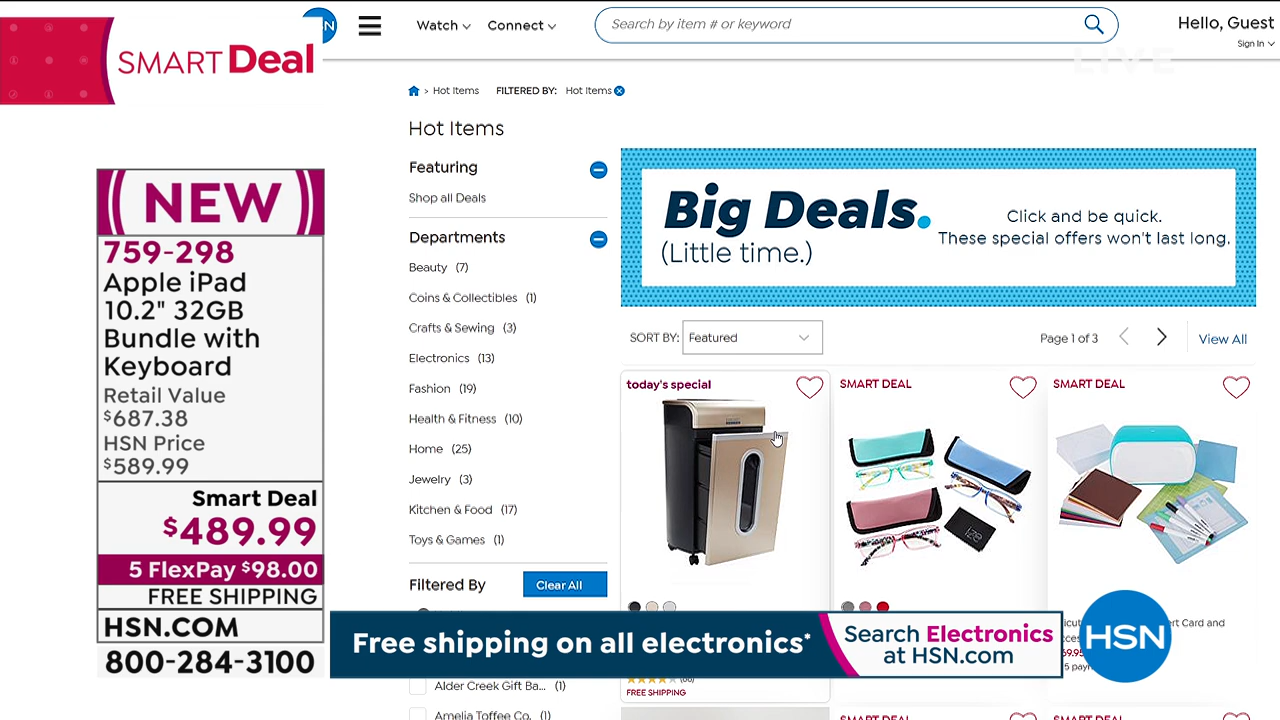 SMART Deal
N
Watch
Connect
Search by item # or keyword
Hello, Guest
Sign In
LIVE
> Hot Items
FILTERED BY: Hot Items
Hot Items
Featuring
Shop all Deals
Departments
Beauty (7)
Coins & Collectibles (1)
Crafts & Sewing (3)
Electronics (13)
Fashion (19)
Health & Fitness (10)
Home (25)
Jewelry (3)
Kitchen & Food (17)
Toys & Games (1)
Filtered By
Clear All
Alder Creek Gift Ba... (1)
Amelia Toffee Co. (1)
Big Deals.
(Little time.)
Click and be quick.
These special offers won't last long.
SORT BY: Featured
Page 1 of 3
View All
today's special
SMART DEAL
SMART DEAL
FREE SHIPPING
SMART DEAL
SMART DEAL
((NEW))
759-298
Apple iPad
10.2" 32GB
Bundle with
Keyboard
Retail Value
$687.38
HSN Price
$589.99
Smart Deal
$489.99
5 FlexPay $98.00
FREE SHIPPING
HSN.COM
800-284-3100
Free shipping on all electronics*
Search Electronics
at HSN.com
HSN